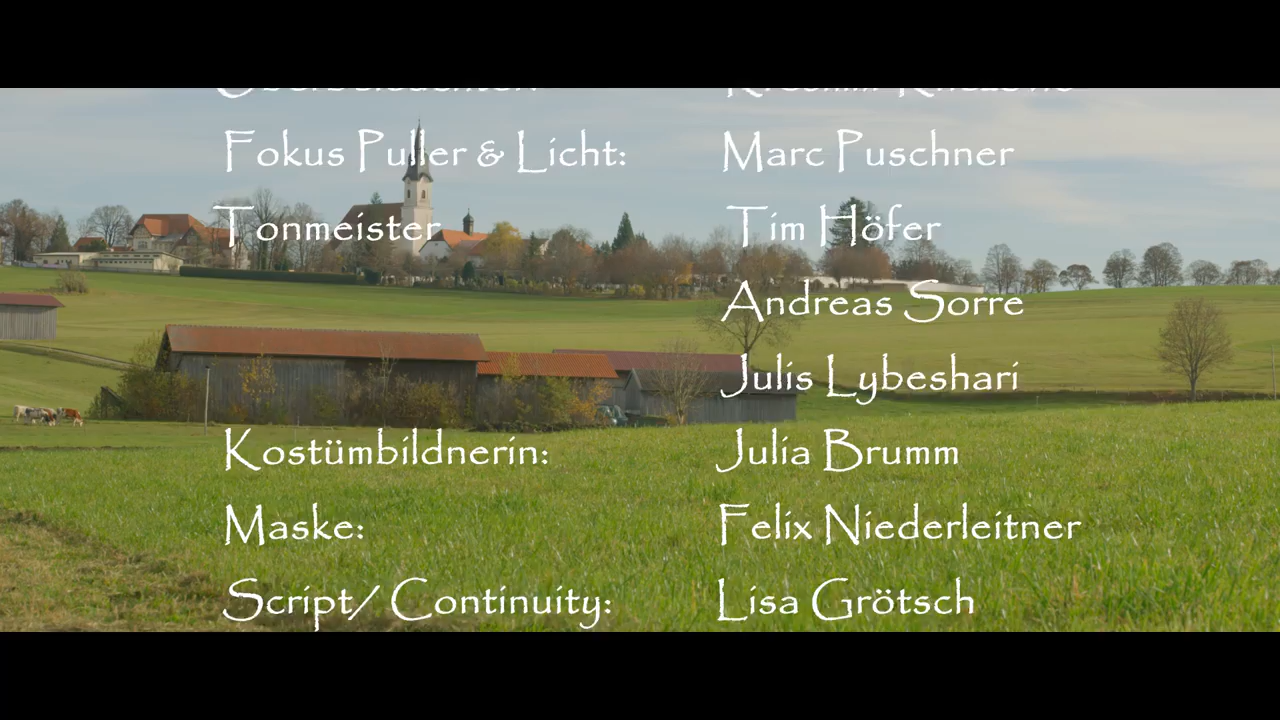 Fokus Puller & Licht: Marc Puschner
Tonmeister Tim Höfer
Andreas Sorre
Julis Lybeshari
Kostümbildnerin: Julia Brumm
Maske: Felix Niederleitner
Script/ Continuity: Lisa Grötsch